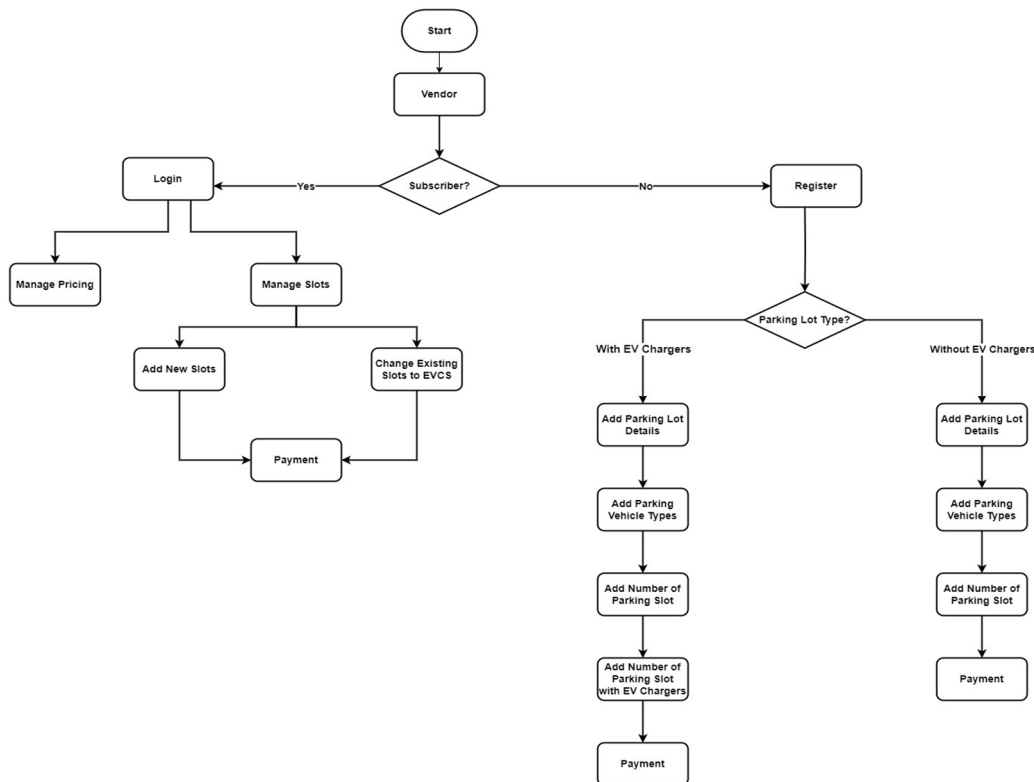 Start
Vendor
Subscriber?
Yes
No
Login
Register
Manage Pricing
Manage Slots
Parking Lot Type?
With EV Chargers
Without EV Chargers
Add New Slots
Change Existing
Slots to EVCS
Payment
Add Parking Lot
Details
Add Parking
Vehicle Types
Add Number of
Parking Slot
Add Number of
Parking Slot
with EV Chargers
Payment
Add Parking Lot
Details
Add Parking
Vehicle Types
Add Number of
Parking Slot
Payment